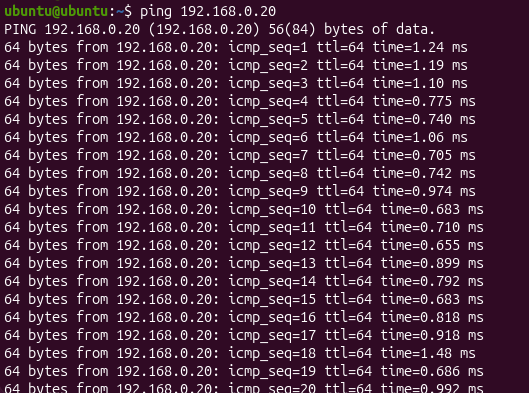 ubuntu@ubuntu:~$ ping 192.168.0.20
PING 192.168.0.20 (192.168.0.20) 56(84) bytes of data.
64 bytes from 192.168.0.20: icmp_seq=1 ttl=64 time=1.24 ms
64 bytes from 192.168.0.20: icmp_seq=2 ttl=64 time=1.19 ms
64 bytes from 192.168.0.20: icmp_seq=3 ttl=64 time=1.10 ms
64 bytes from 192.168.0.20: icmp_seq=4 ttl=64 time=0.775 ms
64 bytes from 192.168.0.20: icmp_seq=5 ttl=64 time=0.740 ms
64 bytes from 192.168.0.20: icmp_seq=6 ttl=64 time=1.06 ms
64 bytes from 192.168.0.20: icmp_seq=7 ttl=64 time=0.705 ms
64 bytes from 192.168.0.20: icmp_seq=8 ttl=64 time=0.742 ms
64 bytes from 192.168.0.20: icmp_seq=9 ttl=64 time=0.974 ms
64 bytes from 192.168.0.20: icmp_seq=10 ttl=64 time=0.683 ms
64 bytes from 192.168.0.20: icmp_seq=11 ttl=64 time=0.710 ms
64 bytes from 192.168.0.20: icmp_seq=12 ttl=64 time=0.655 ms
64 bytes from 192.168.0.20: icmp_seq=13 ttl=64 time=0.899 ms
64 bytes from 192.168.0.20: icmp_seq=14 ttl=64 time=0.792 ms
64 bytes from 192.168.0.20: icmp_seq=15 ttl=64 time=0.683 ms
64 bytes from 192.168.0.20: icmp_seq=16 ttl=64 time=0.818 ms
64 bytes from 192.168.0.20: icmp_seq=17 ttl=64 time=0.918 ms
64 bytes from 192.168.0.20: icmp_seq=18 ttl=64 time=1.48 ms
64 bytes from 192.168.0.20: icmp_seq=19 ttl=64 time=0.686 ms
64 bytes from 192.168.0.20: icmp_seq=20 ttl=64 time=0.992 ms